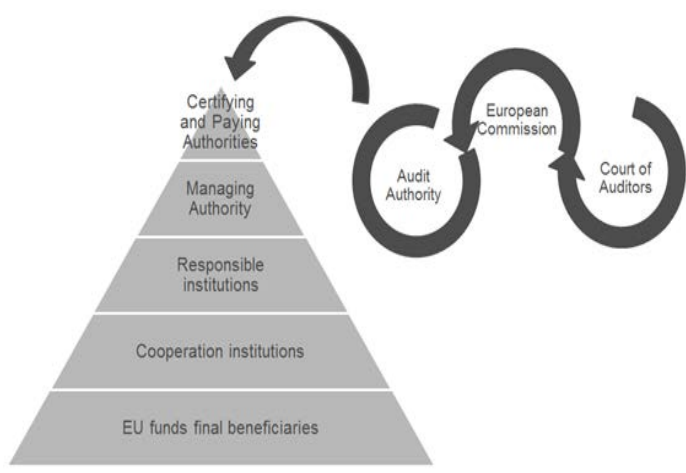 Certifying
and Paying
Authorities
Managing
Authority
Responsible
institutions
Cooperation institutions
EU funds final beneficiaries
Audit
Authority
European
Commission
Court of
Auditors